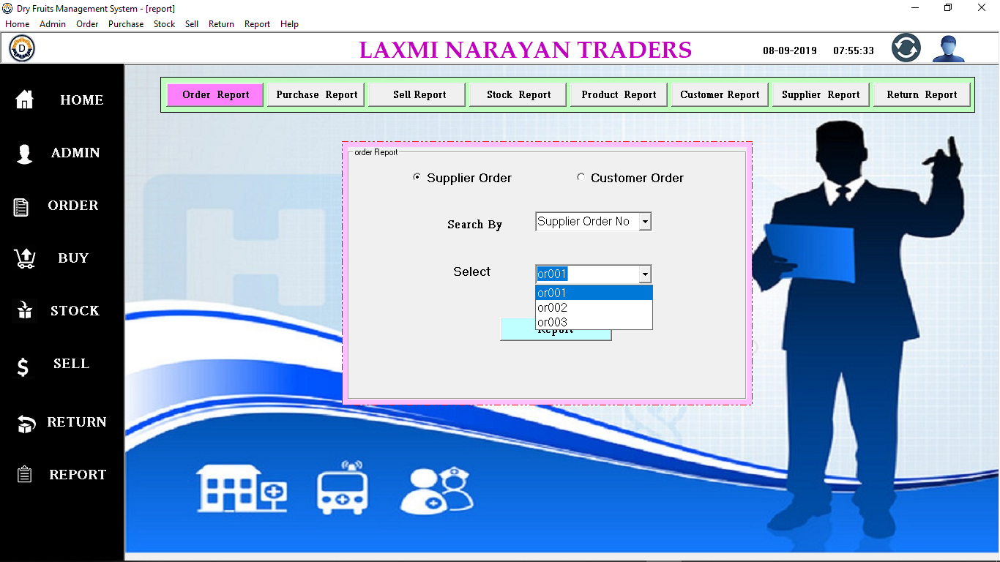 Dry Fruits Management System - [report]
Home Admin Order Purchase Stock Sell Return Report Help
D
LAXMI NARAYAN TRADERS
08-09-2019 07:55:33
HOME
ADMIN
ORDER
BUY
STOCK
SELL
RETURN
REPORT
Order Report
Purchase Report
Sell Report
Stock Report
Product Report
Customer Report
Supplier Report
Return Report
order Report
Supplier Order
Customer Order
Search By
Supplier Order No
Select
or001
or001
or002
or003
Report